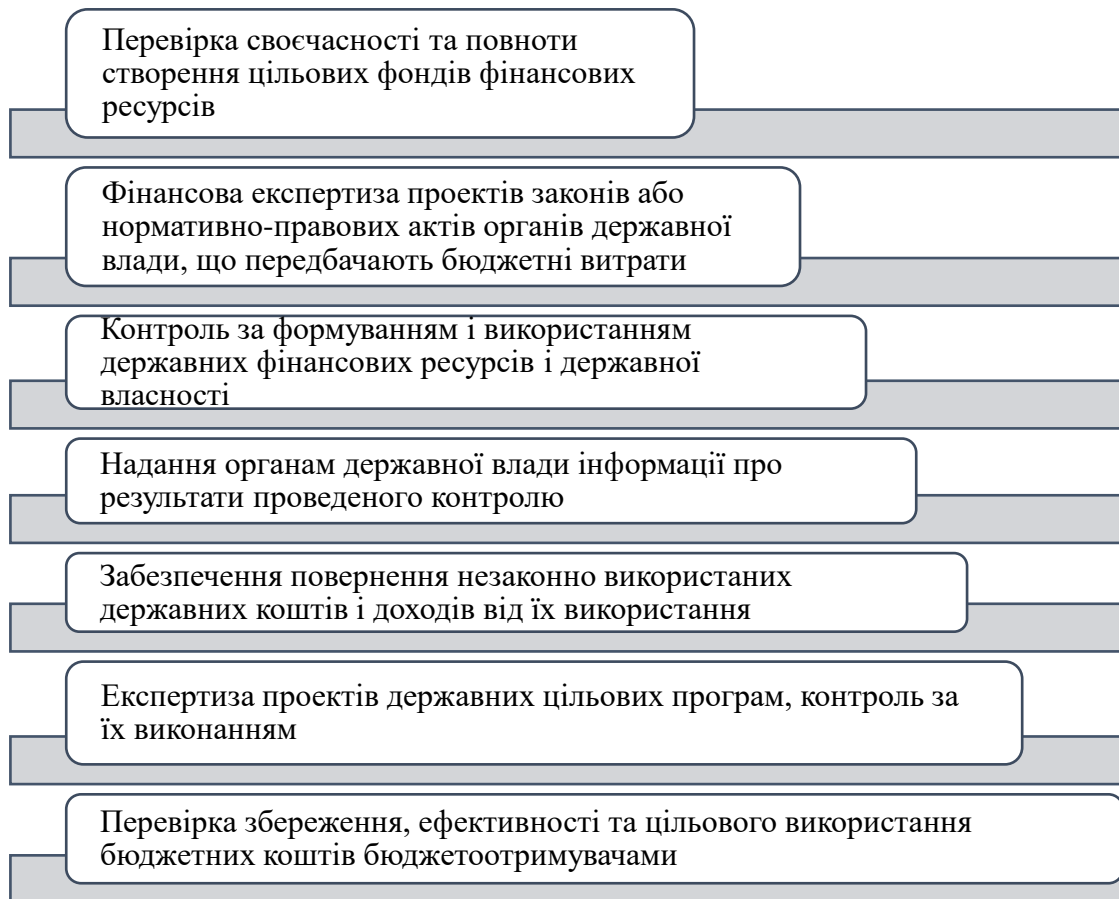 Перевірка своєчасності та повноти
створення цільових фондів фінансових
ресурсів
Фінансова експертиза проектів законів або
нормативно-правових актів органів державної
влади, що передбачають бюджетні витрати
Контроль за формуванням і використанням
державних фінансових ресурсів і державної
власності
Надання органам державної влади інформації про
результати проведеного контролю
Забезпечення повернення незаконно використаних
державних коштів і доходів від їх використання
Експертиза проектів державних цільових програм, контроль за
їх виконанням
Перевірка збереження, ефективності та цільового використання
бюджетних коштів бюджетоотримувачами